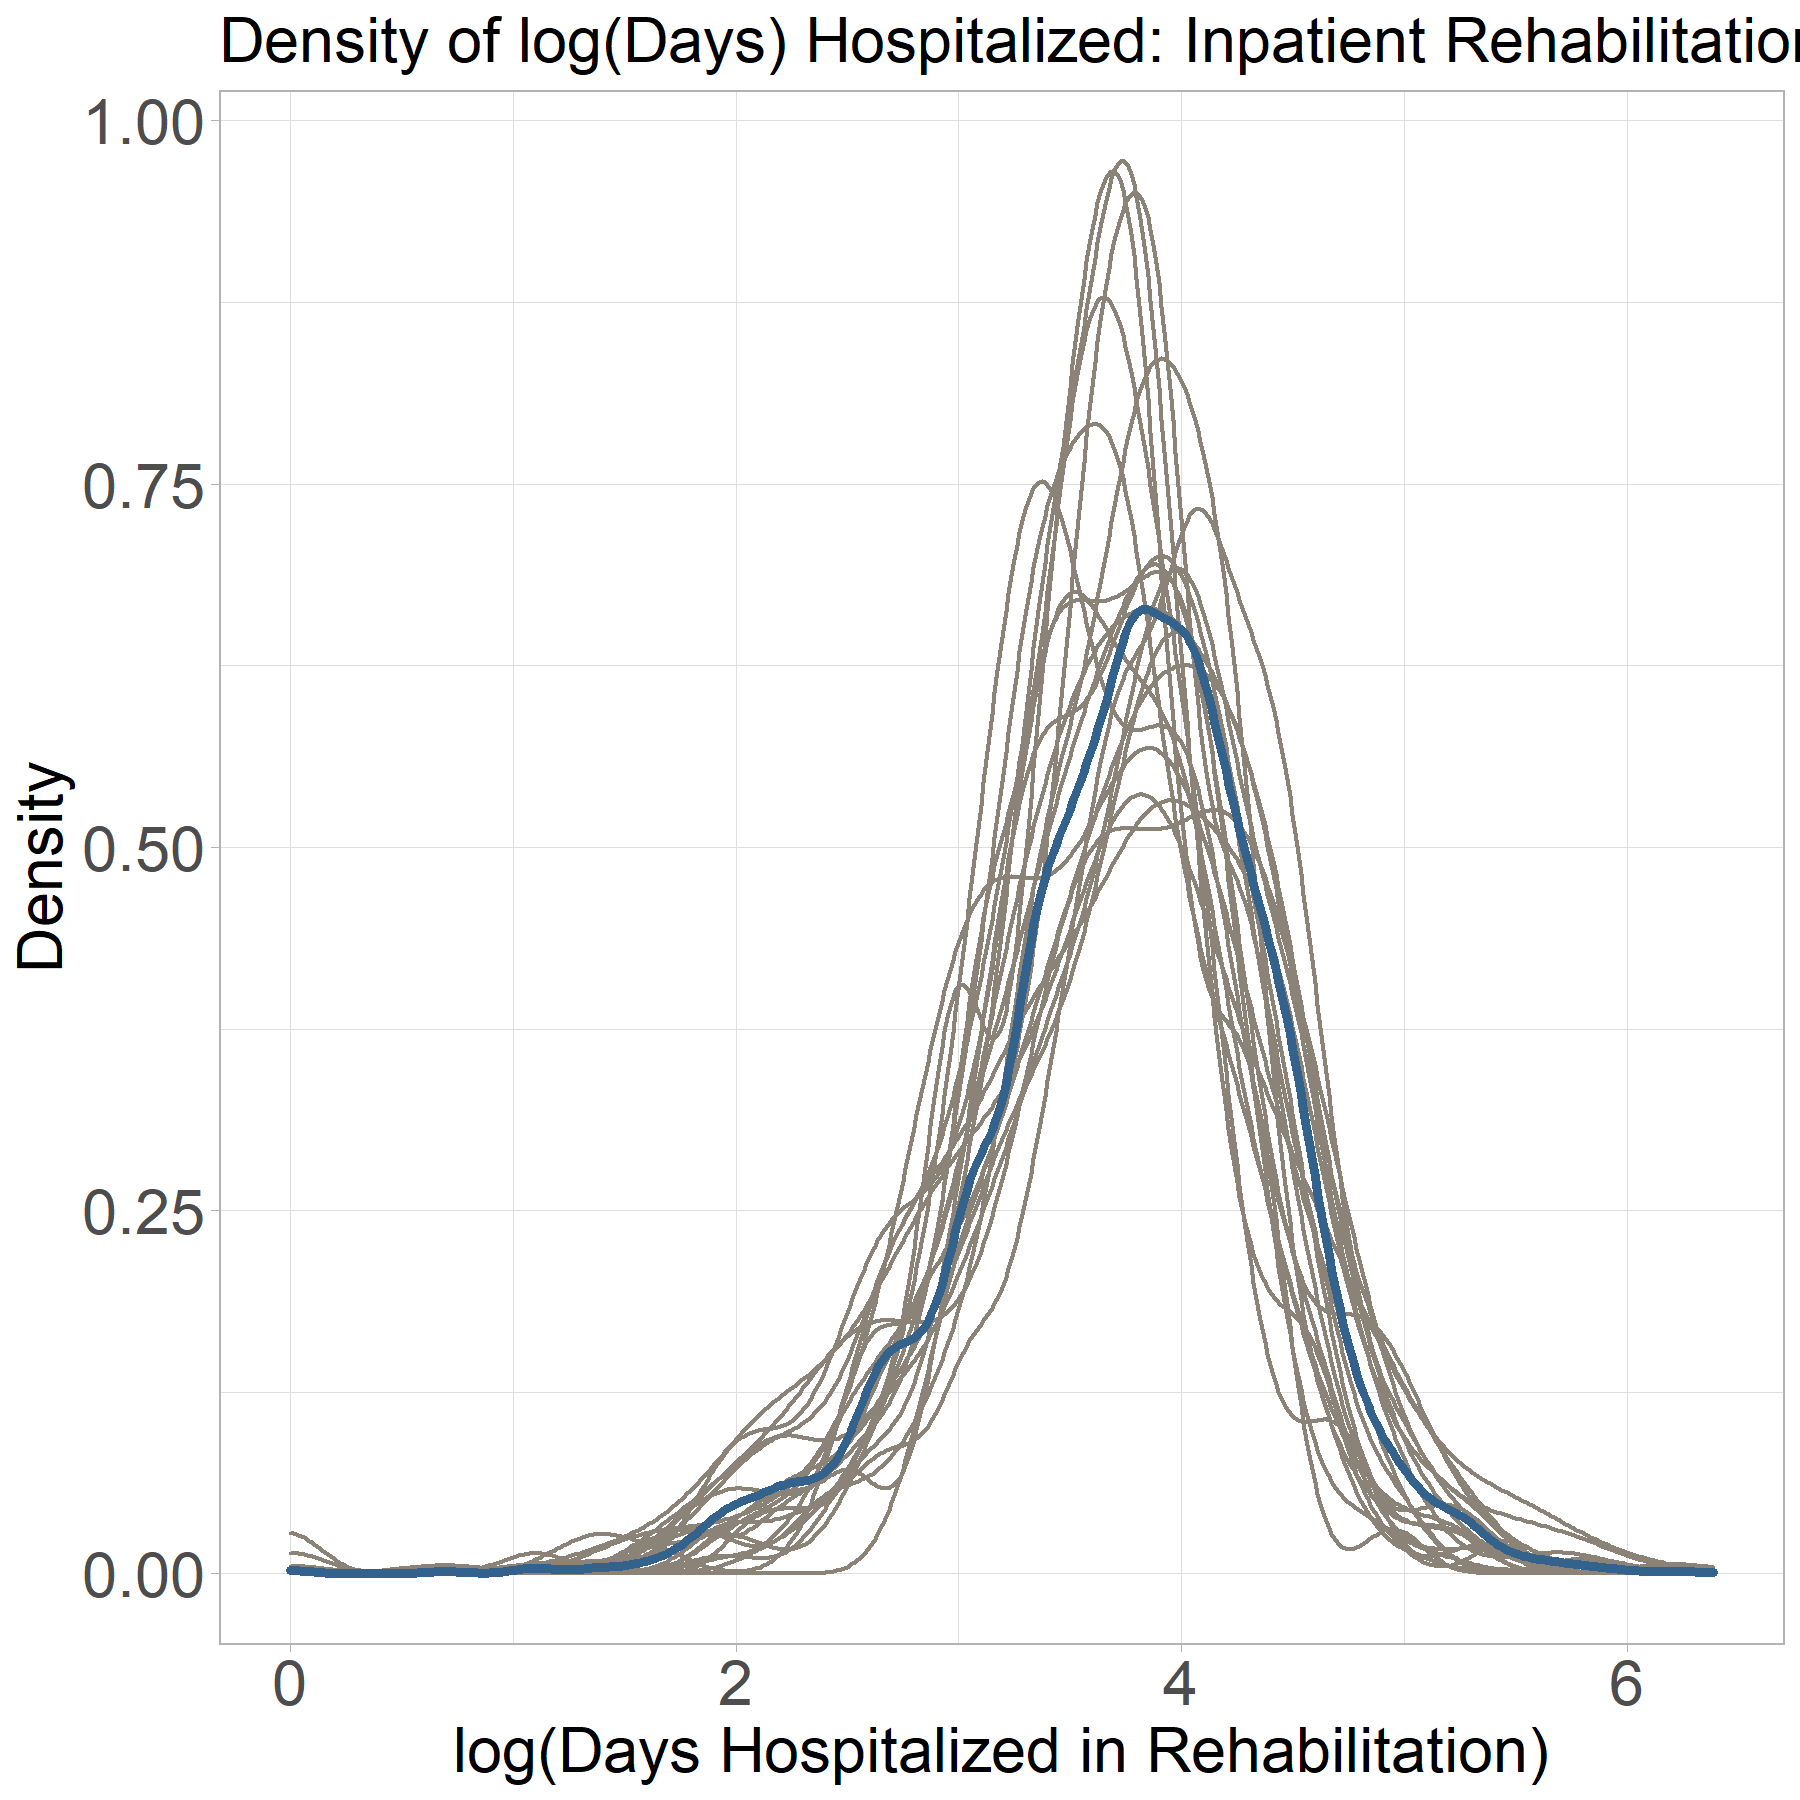 Density of log(Days) Hospitalized: Inpatient Rehabilitation
1.00
0.75
0.50
0.25
0.00
Density
0 2 4 6
log(Days Hospitalized in Rehabilitation)